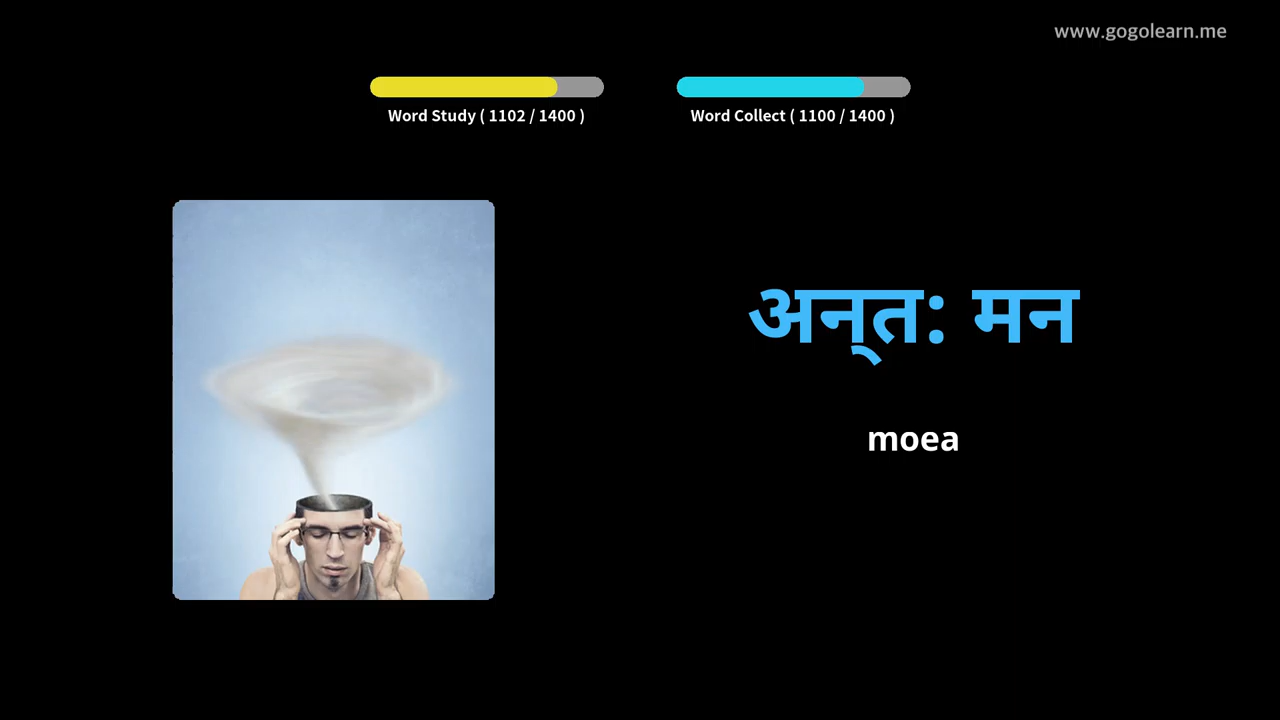 www.gogolearn.me
Word Study ( 1102 / 1400 )
Word Collect ( 1100 / 1400 )
अन्‌त: मन
moea